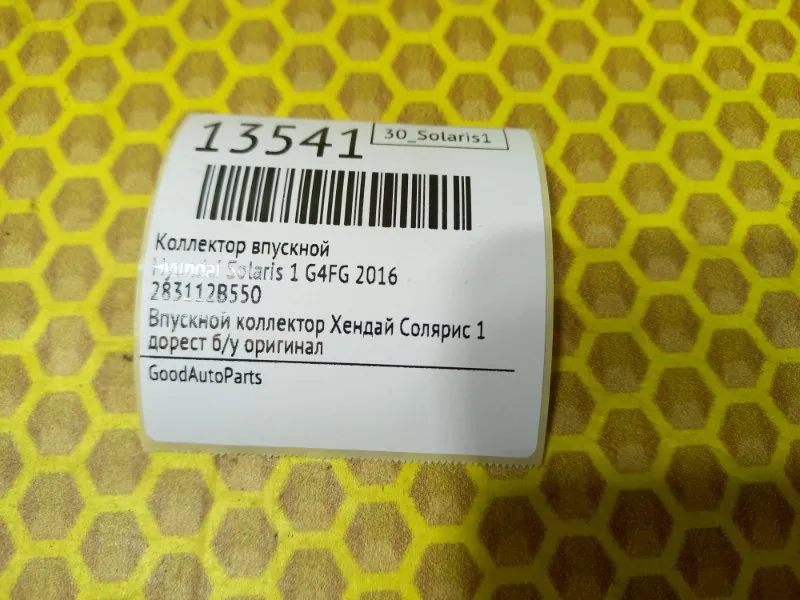 13541
30_Solaris1
Коллектор впускной
Hyundai Solaris 1 G4FG 2016
283112B550
Впускной коллектор Хендай Солярис 1
дорест б/у оригинал
GoodAutoParts